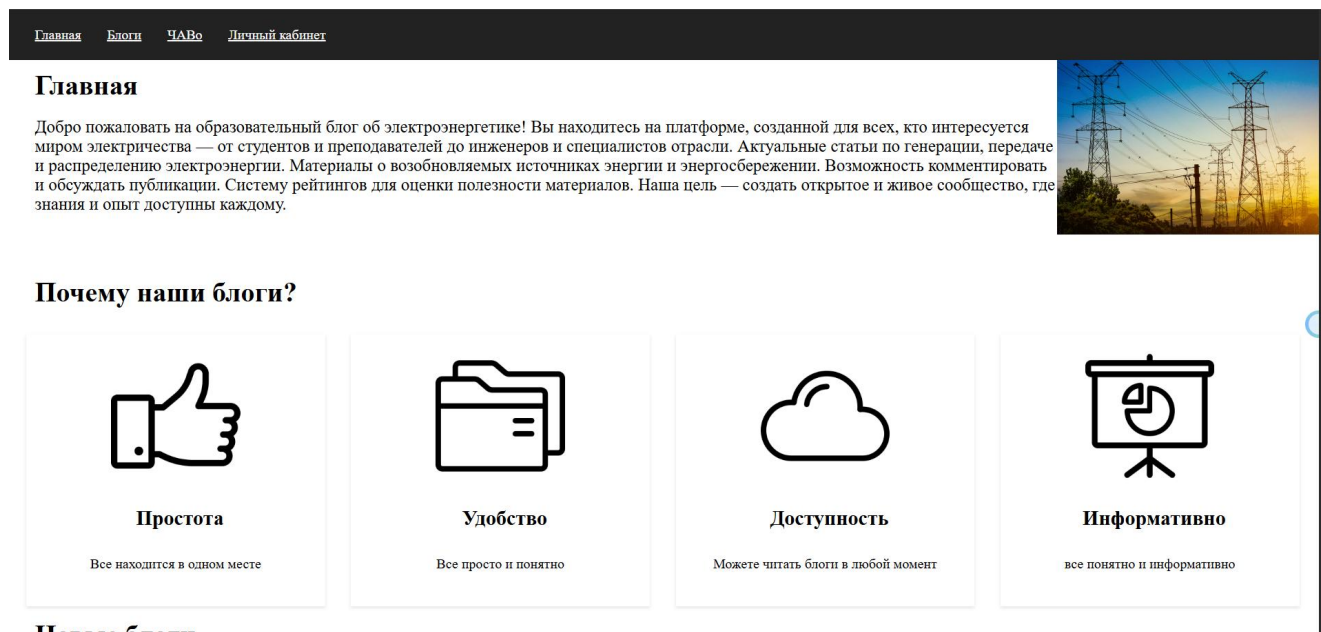 Главная Блоги ЧАВо Личный кабинет
Главная
Добро пожаловать на образовательный блог об электроэнергетике! Вы находитесь на платформе, созданной для всех, кто интересуется
миром электричества — от студентов и преподавателей до инженеров и специалистов отрасли. Актуальные статьи по генерации, передаче
и распределению электроэнергии. Материалы о возобновляемых источниках энергии и энергосбережении. Возможность комментировать
и обсуждать публикации. Систему рейтингов для оценки полезности материалов. Наша цель — создать открытое и живое сообщество, где
знания и опыт доступны каждому.
Почему наши блоги?
Простота
Все находится в одном месте
Удобство
Все просто и понятно
Доступность
Можете читать блоги в любой момент
Информативно
все понятно и информативно